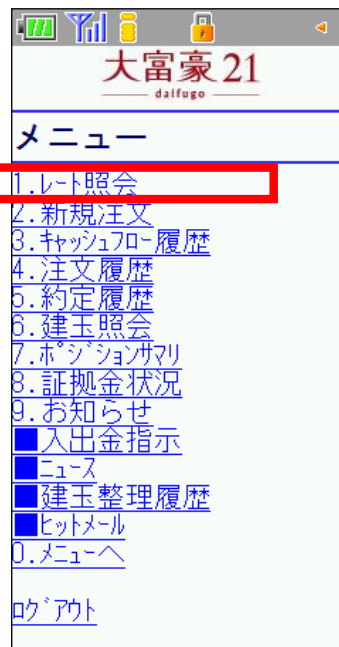 大富豪21
daifugo
メニュー
1.ﾚｰﾄ照会
2.新規注文
3.ｷｬｯｼｭﾌﾛｰ履歴
4.注文履歴
5.約定履歴
6.建玉照会
7.ﾎﾟｼﾞｼｮﾝｻﾏﾘ
8.証拠金状況
9.お知らせ
■入出金指示
■ﾆｭｰｽ
■建玉整理履歴
■ﾋｯﾄﾒｰﾙ
0.ﾒﾆｭｰへ
ﾛｸﾞｱｳﾄ